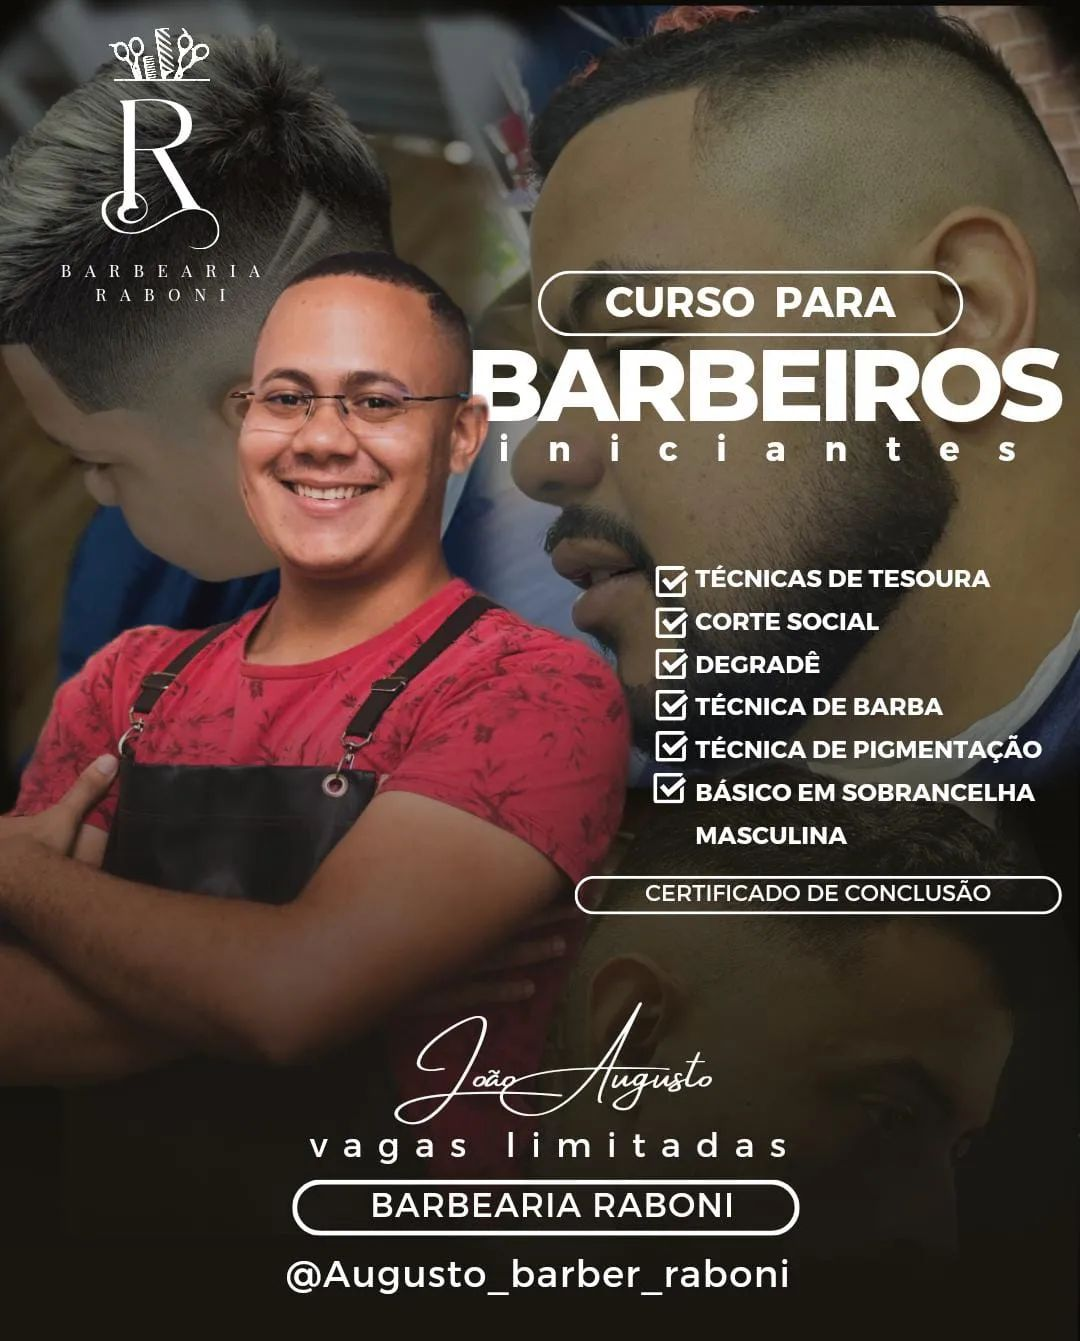 R
BARBEARIA
RABONI
CURSO PARA
BARBEIROS
iniciantes
TÉCNICAS DE TESOURA
CORTE SOCIAL
DEGRADÊ
TÉCNICA DE BARBA
TÉCNICA DE PIGMENTAÇÃO
BÁSICO EM SOBRANCELHA
MASCULINA
CERTIFICADO DE CONCLUSÃO
João Augusto
vagas limitadas
BARBEARIA RABONI
@Augusto_barber_raboni